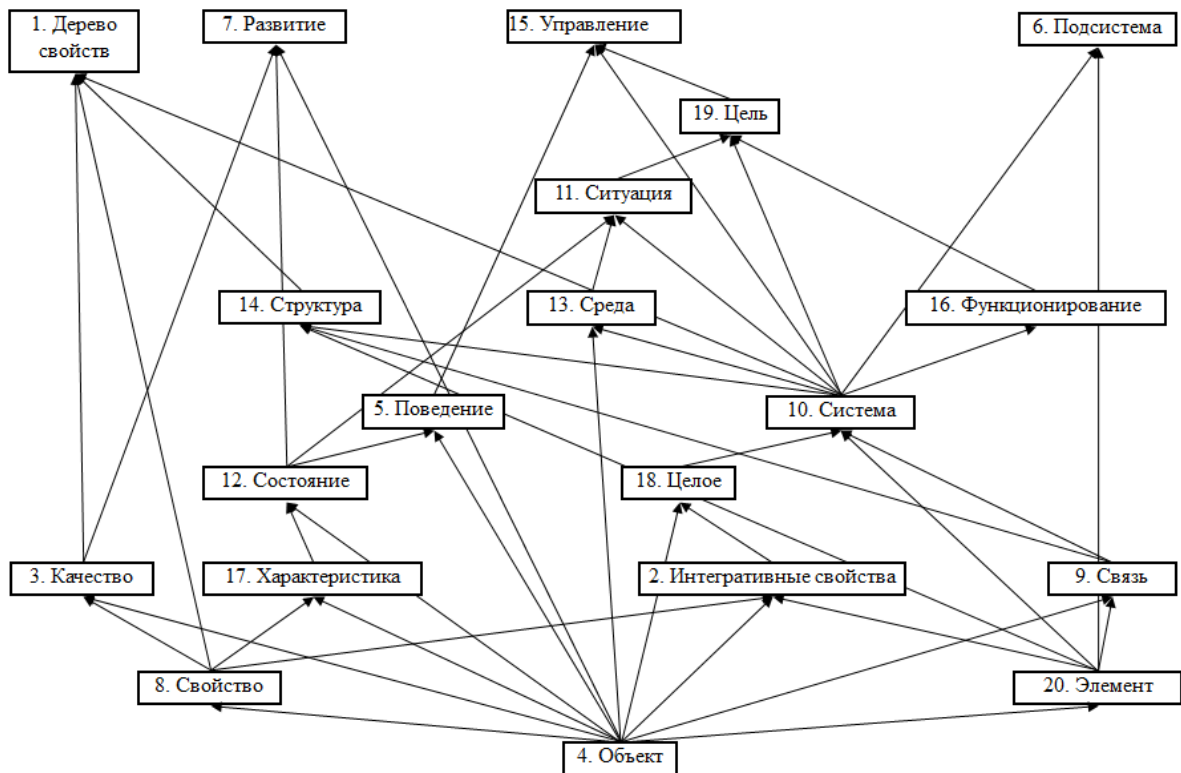 1. Дерево
свойств
7. Развитие
15. Управление
6. Подсистема
19. Цель
11. Ситуация
14. Структура
13. Среда
16. Функционирование
5. Поведение
10. Система
12. Состояние
18. Целое
3. Качество
17. Характеристика
2. Интегративные свойства
9. Связь
8. Свойство
20. Элемент
4. Объект